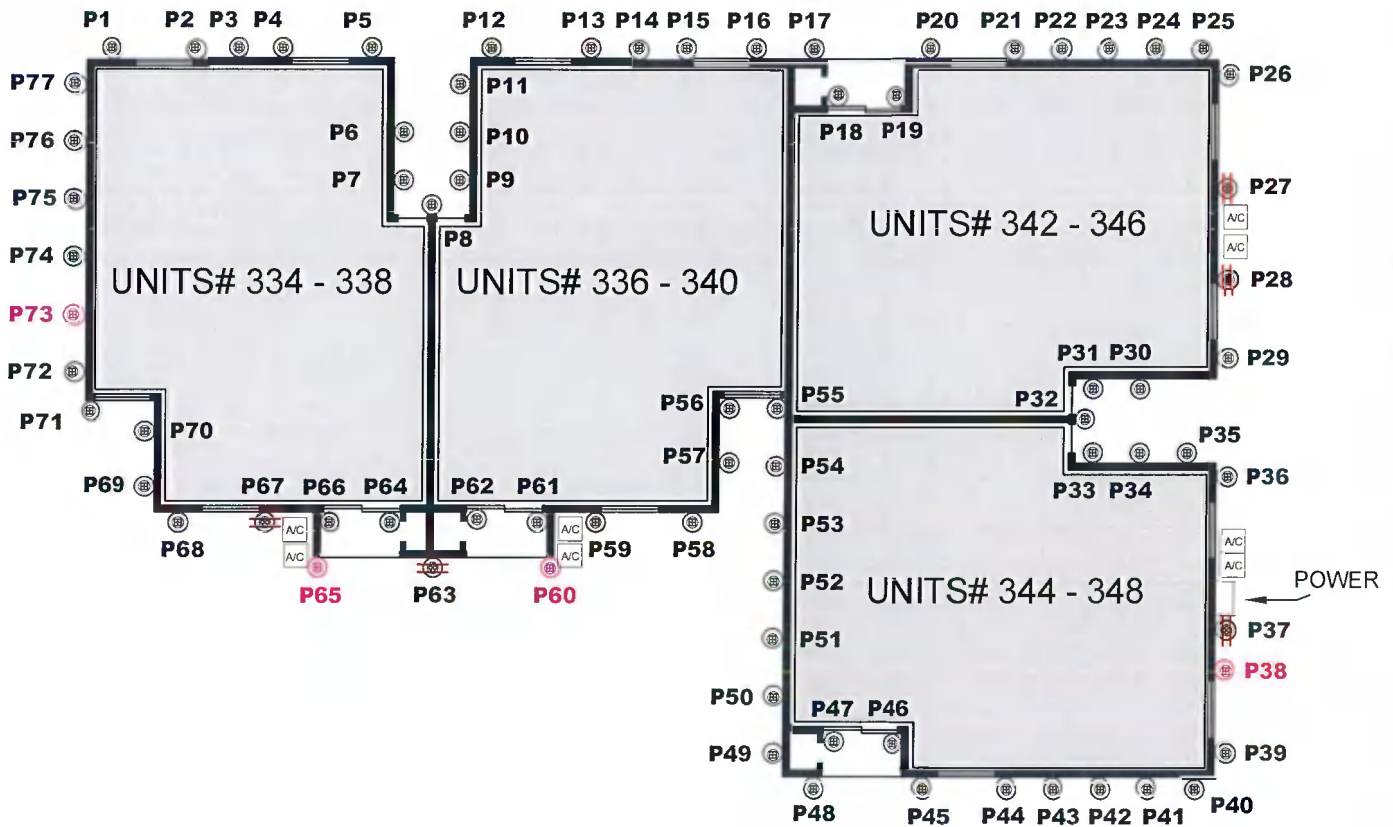 P1 P2 P3 P4 P5 P12 P13 P14 P15 P16 P17 P20 P21 P22 P23 P24 P25
P77 P11 P26
P76 P6 P10 P18 P19
P75 P7 P9 P27
A/C
UNITS# 342 - 346
P74 P8 A/C
UNITS# 334 - 338 UNITS# 336 - 340 P28
P73
P72 P31 P30 P29
P71 P56 P55 P32
P70 P57 P54 P35
P69 P67 P66 P64 P62 P61 P33 P34 P36
P68 A/C A/C P59 P58 P53
A/C A/C A/C
P65 P63 P60 P52 A/C
UNITS# 344 - 348 POWER
P51 P37
P38
P50 P47 P46
P49 P39
P48 P45 P44 P43 P42 P41 P40